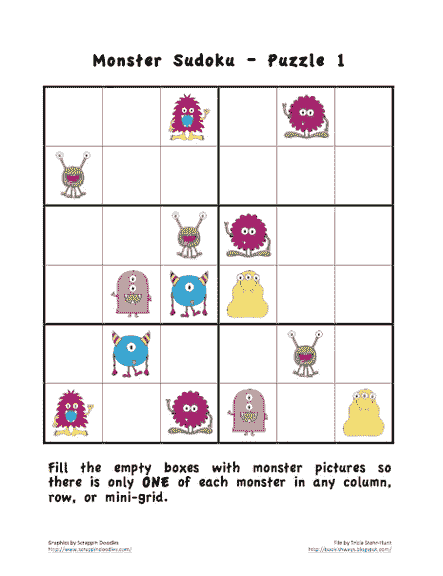 Monster Sudoku - Puzzle 1
Fill the empty boxes with monster pictures so
there is only ONE of each monster in any column,
row, or mini-grid.
Graphics by Scrappin Doodles
http://www.scrappindoodles.com/
File by Tricia Stohr-Hunt
http://bookishways.blogspot.com/